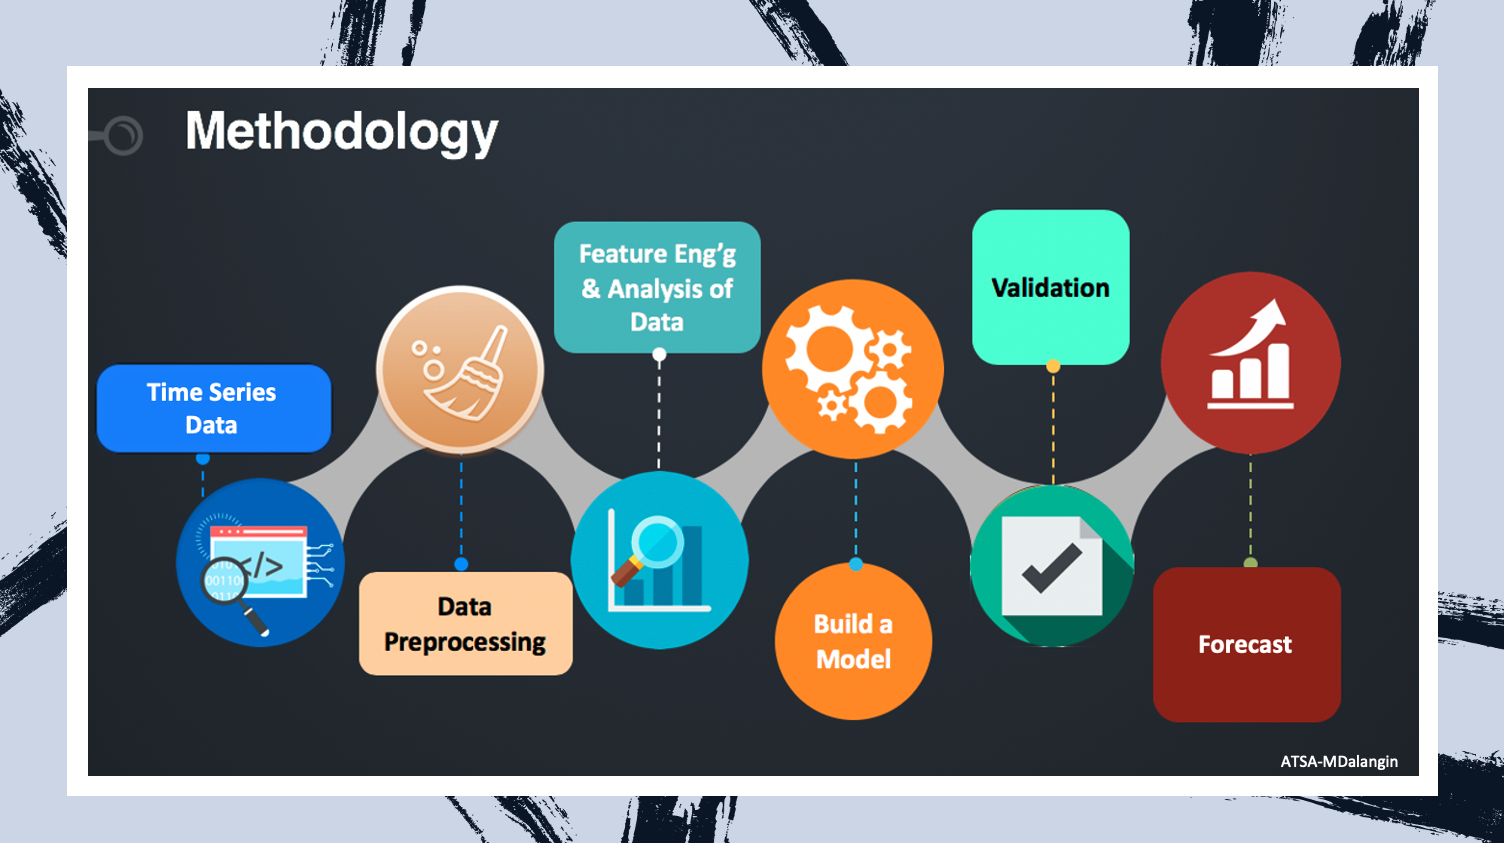 Methodology
Time Series
Data
Data
Preprocessing
Feature Eng’g
& Analysis of
Data
Build a
Model
Validation
Forecast
ATSA-MDalangin